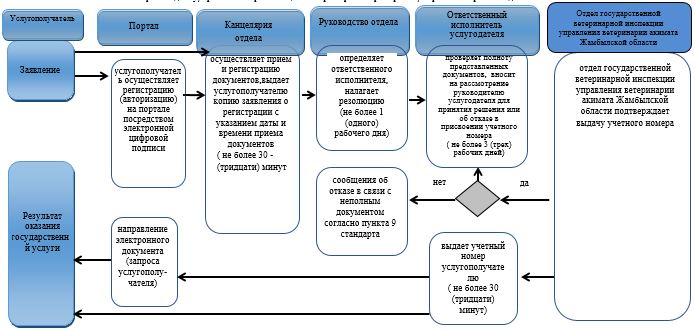 Услугополучатель
Портал
Канцелярия
отдела
Руководство отдела
Ответственный
исполнитель
услугодателя
Отдел государственной
ветеринарной инспекции
управления ветеринарии акимата
Жамбылской области
Заявление
услугополучател
ь осуществляет
регистрацию
(авторизацию)
на портале
посредством
электронной
цифровой
подписи
осуществляет прием
и регистрацию
документов,выдает
услугополучателю
копию заявления о
регистрации с
указанием даты и
времени приема
документов
( не более 30 -
(тридцати) минут
определяет
ответственного
исполнителя,
налагает
резолюцию
(не более 1
(одного)
рабочего дня)
проверяет полноту
представленных
документов, вносит
на рассмотрение
руководителю
услугодателя для
принятия решения или
об отказе в
присвоении учетного
номера
( не более 3 (трех)
рабочих дней)
отдел государственной
ветеринарной инспекции
управления ветеринарии
акимата Жамбылской
области подтверждает
выдачу учетного номера
нет
да
сообщения об
отказе в связи с
неполным
документом
согласно пункта 9
стандарта
Результат
оказания
государственн
й услуги
направление
электронного
документа
(запроса
услугополу-
чателя)
выдает учетный
номер
услугополучате
лю
( не более 30
(тридцати)
минут)